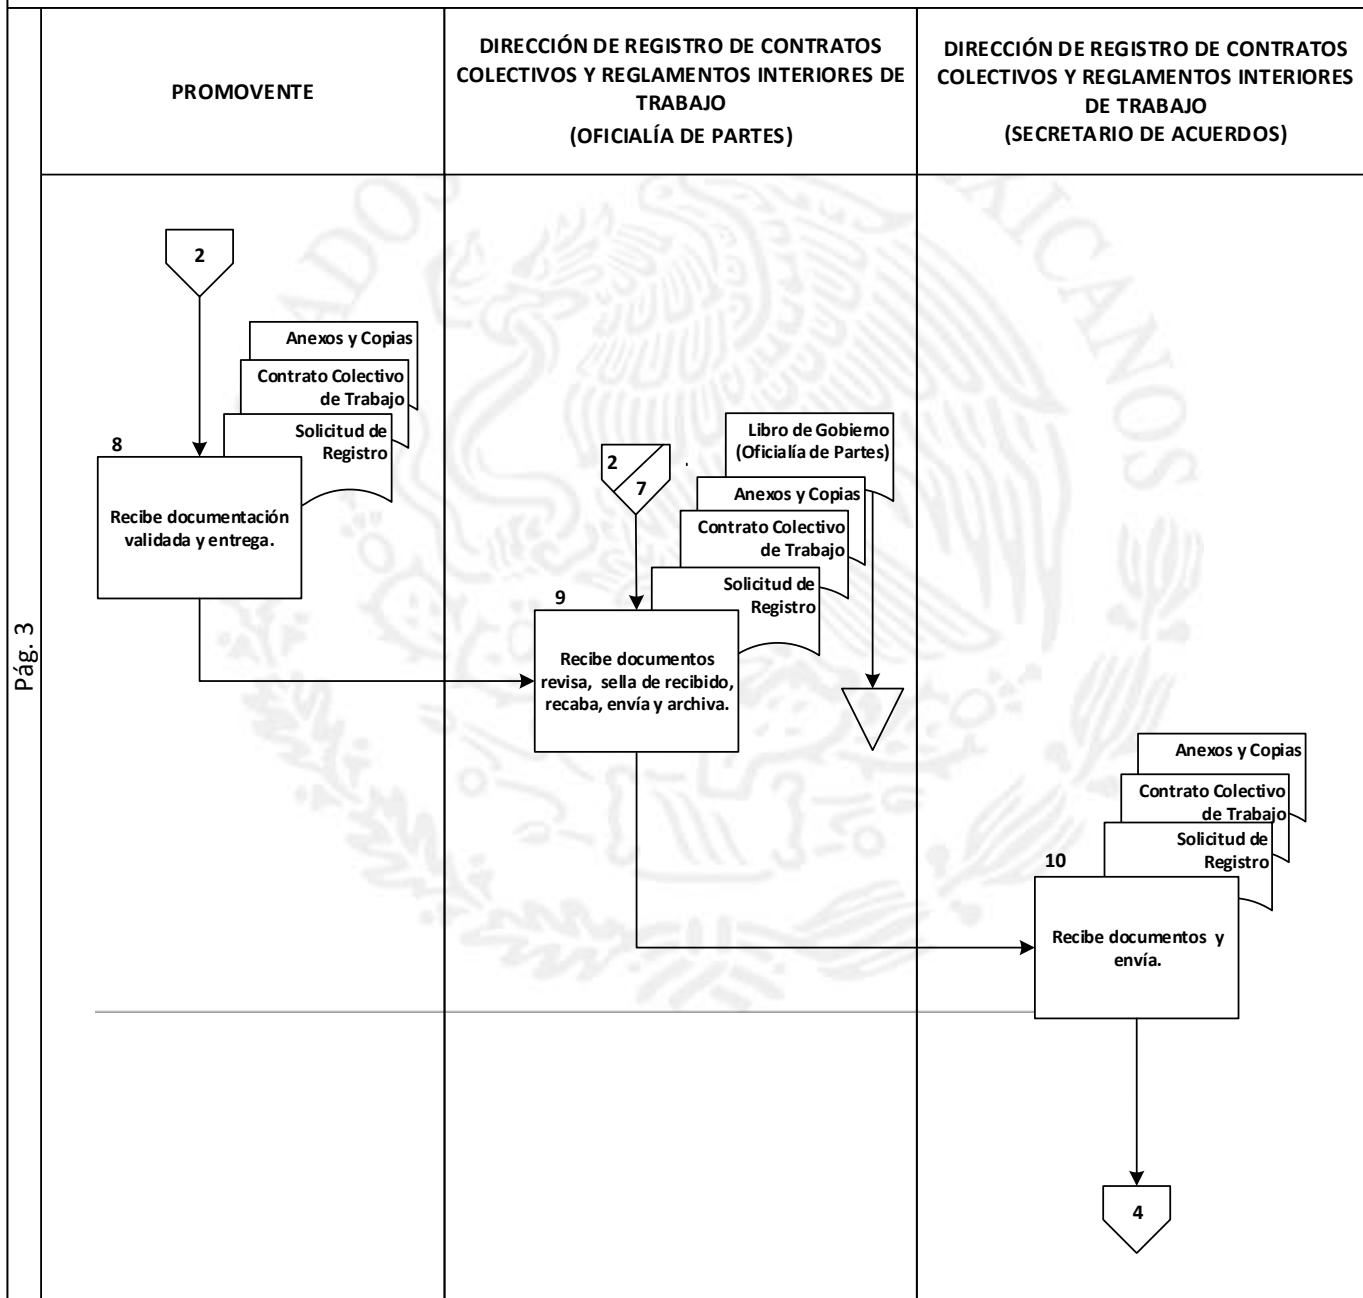 PROMOVENTE
DIRECCIÓN DE REGISTRO DE CONTRATOS
COLECTIVOS Y REGLAMENTOS INTERIORES DE
TRABAJO
(OFICIALÍA DE PARTES)
DIRECCIÓN DE REGISTRO DE CONTRATOS
COLECTIVOS Y REGLAMENTOS INTERIORES
DE TRABAJO
(SECRETARIO DE ACUERDOS)
Pág. 3
2
Anexos y Copias
Contrato Colectivo
de Trabajo
Solicitud de
Registro
8
Recibe documentación
validada y entrega.
2
7
Libro de Gobierno
(Oficialía de Partes)
Anexos y Copias
Contrato Colectivo
de Trabajo
Solicitud de
Registro
9
Recibe documentos
revisa, sella de recibido,
recaba, envía y archiva.
Anexos y Copias
Contrato Colectivo
de Trabajo
Solicitud de
Registro
10
Recibe documentos y
envía.
4
ADOS
EXICANOS